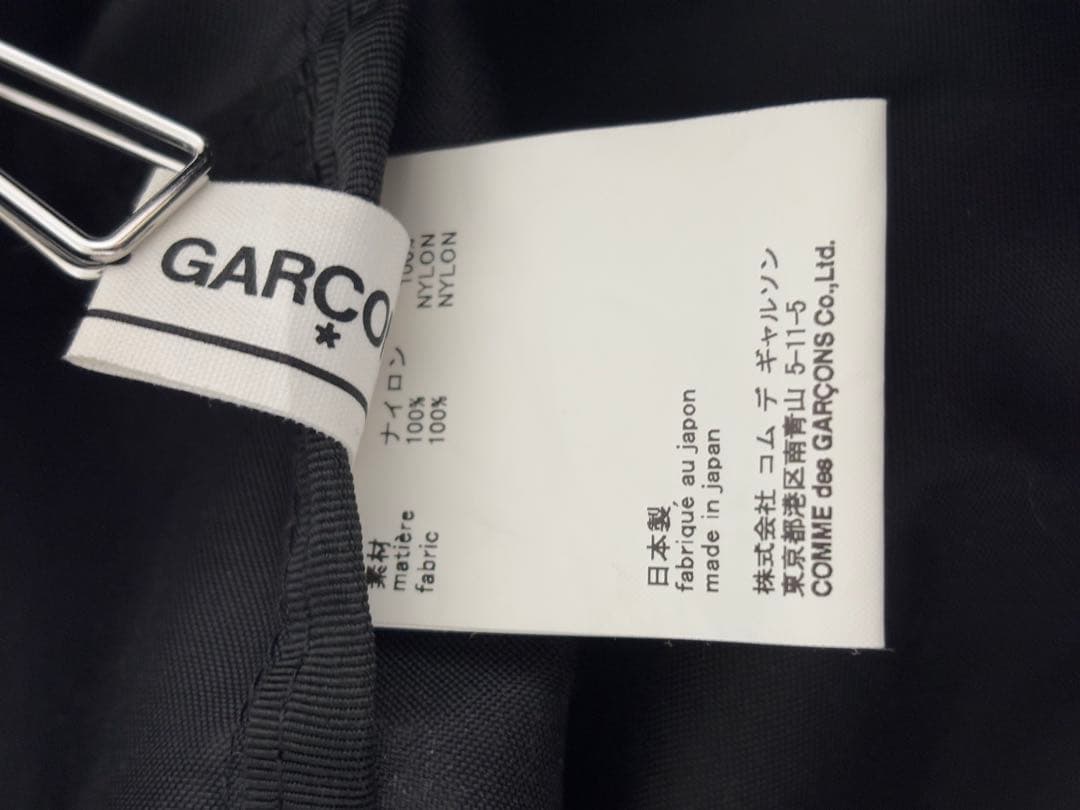 GARÇO
*
素材 ナイロン 100%
matière 100% NYLON
fabric 100% NYLON
日本製
fabriqué au japon
made in japan
株式会社 コム デ ギャルソン
東京都港区南青山 5-11-5
COMME des GARÇONS Co.,Ltd.